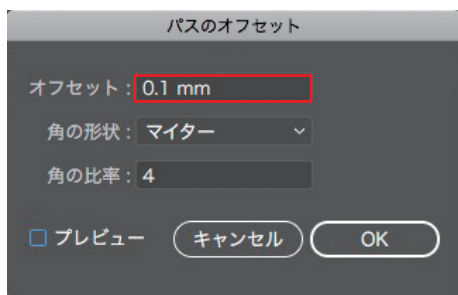 パスのオフセット
オフセット : 0.1 mm
角の形状 : マイター
角の比率 : 4
プレビュー キャンセル OK